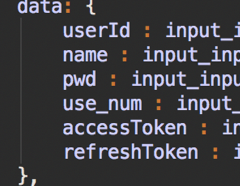 data: {
userId : input_i
name : input_inp
pwd : input_inpu
use_num : input_
accessToken : in
refreshToken : i
},